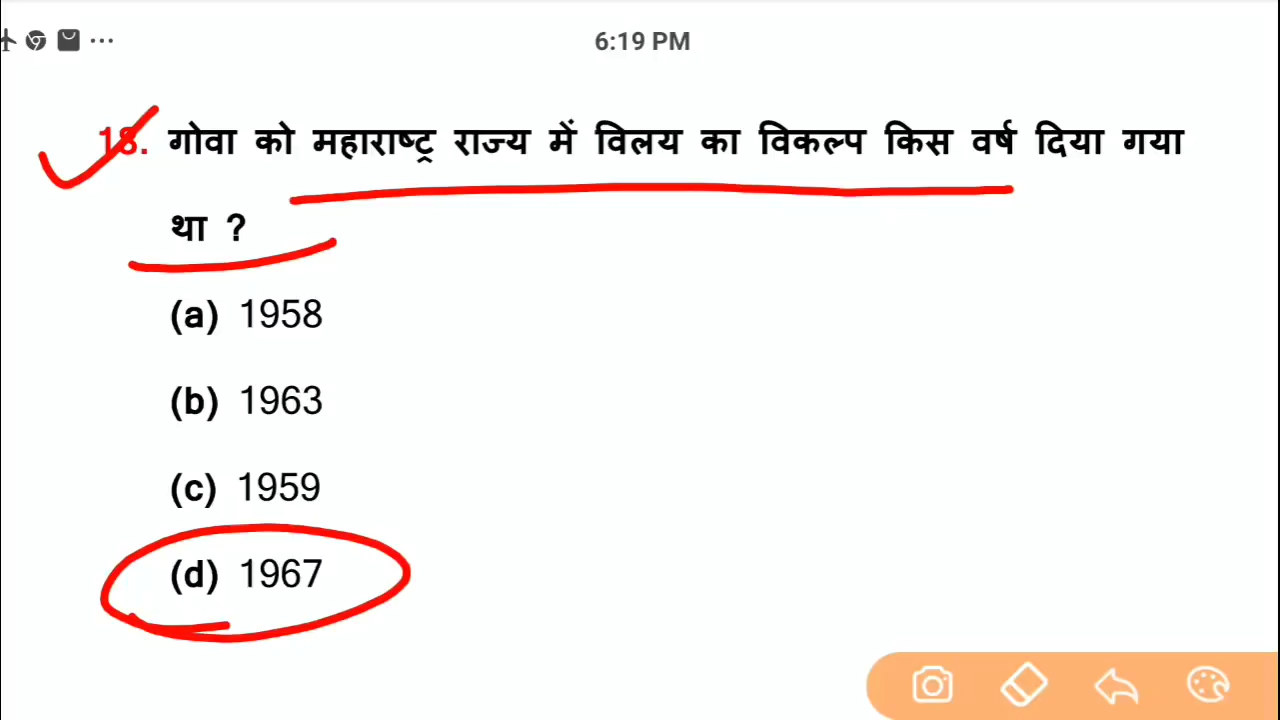 6:19 PM
18. गोवा को महाराष्ट्र राज्य में विलय का विकल्प किस वर्ष दिया गया
था ?
(a) 1958
(b) 1963
(c) 1959
(d) 1967